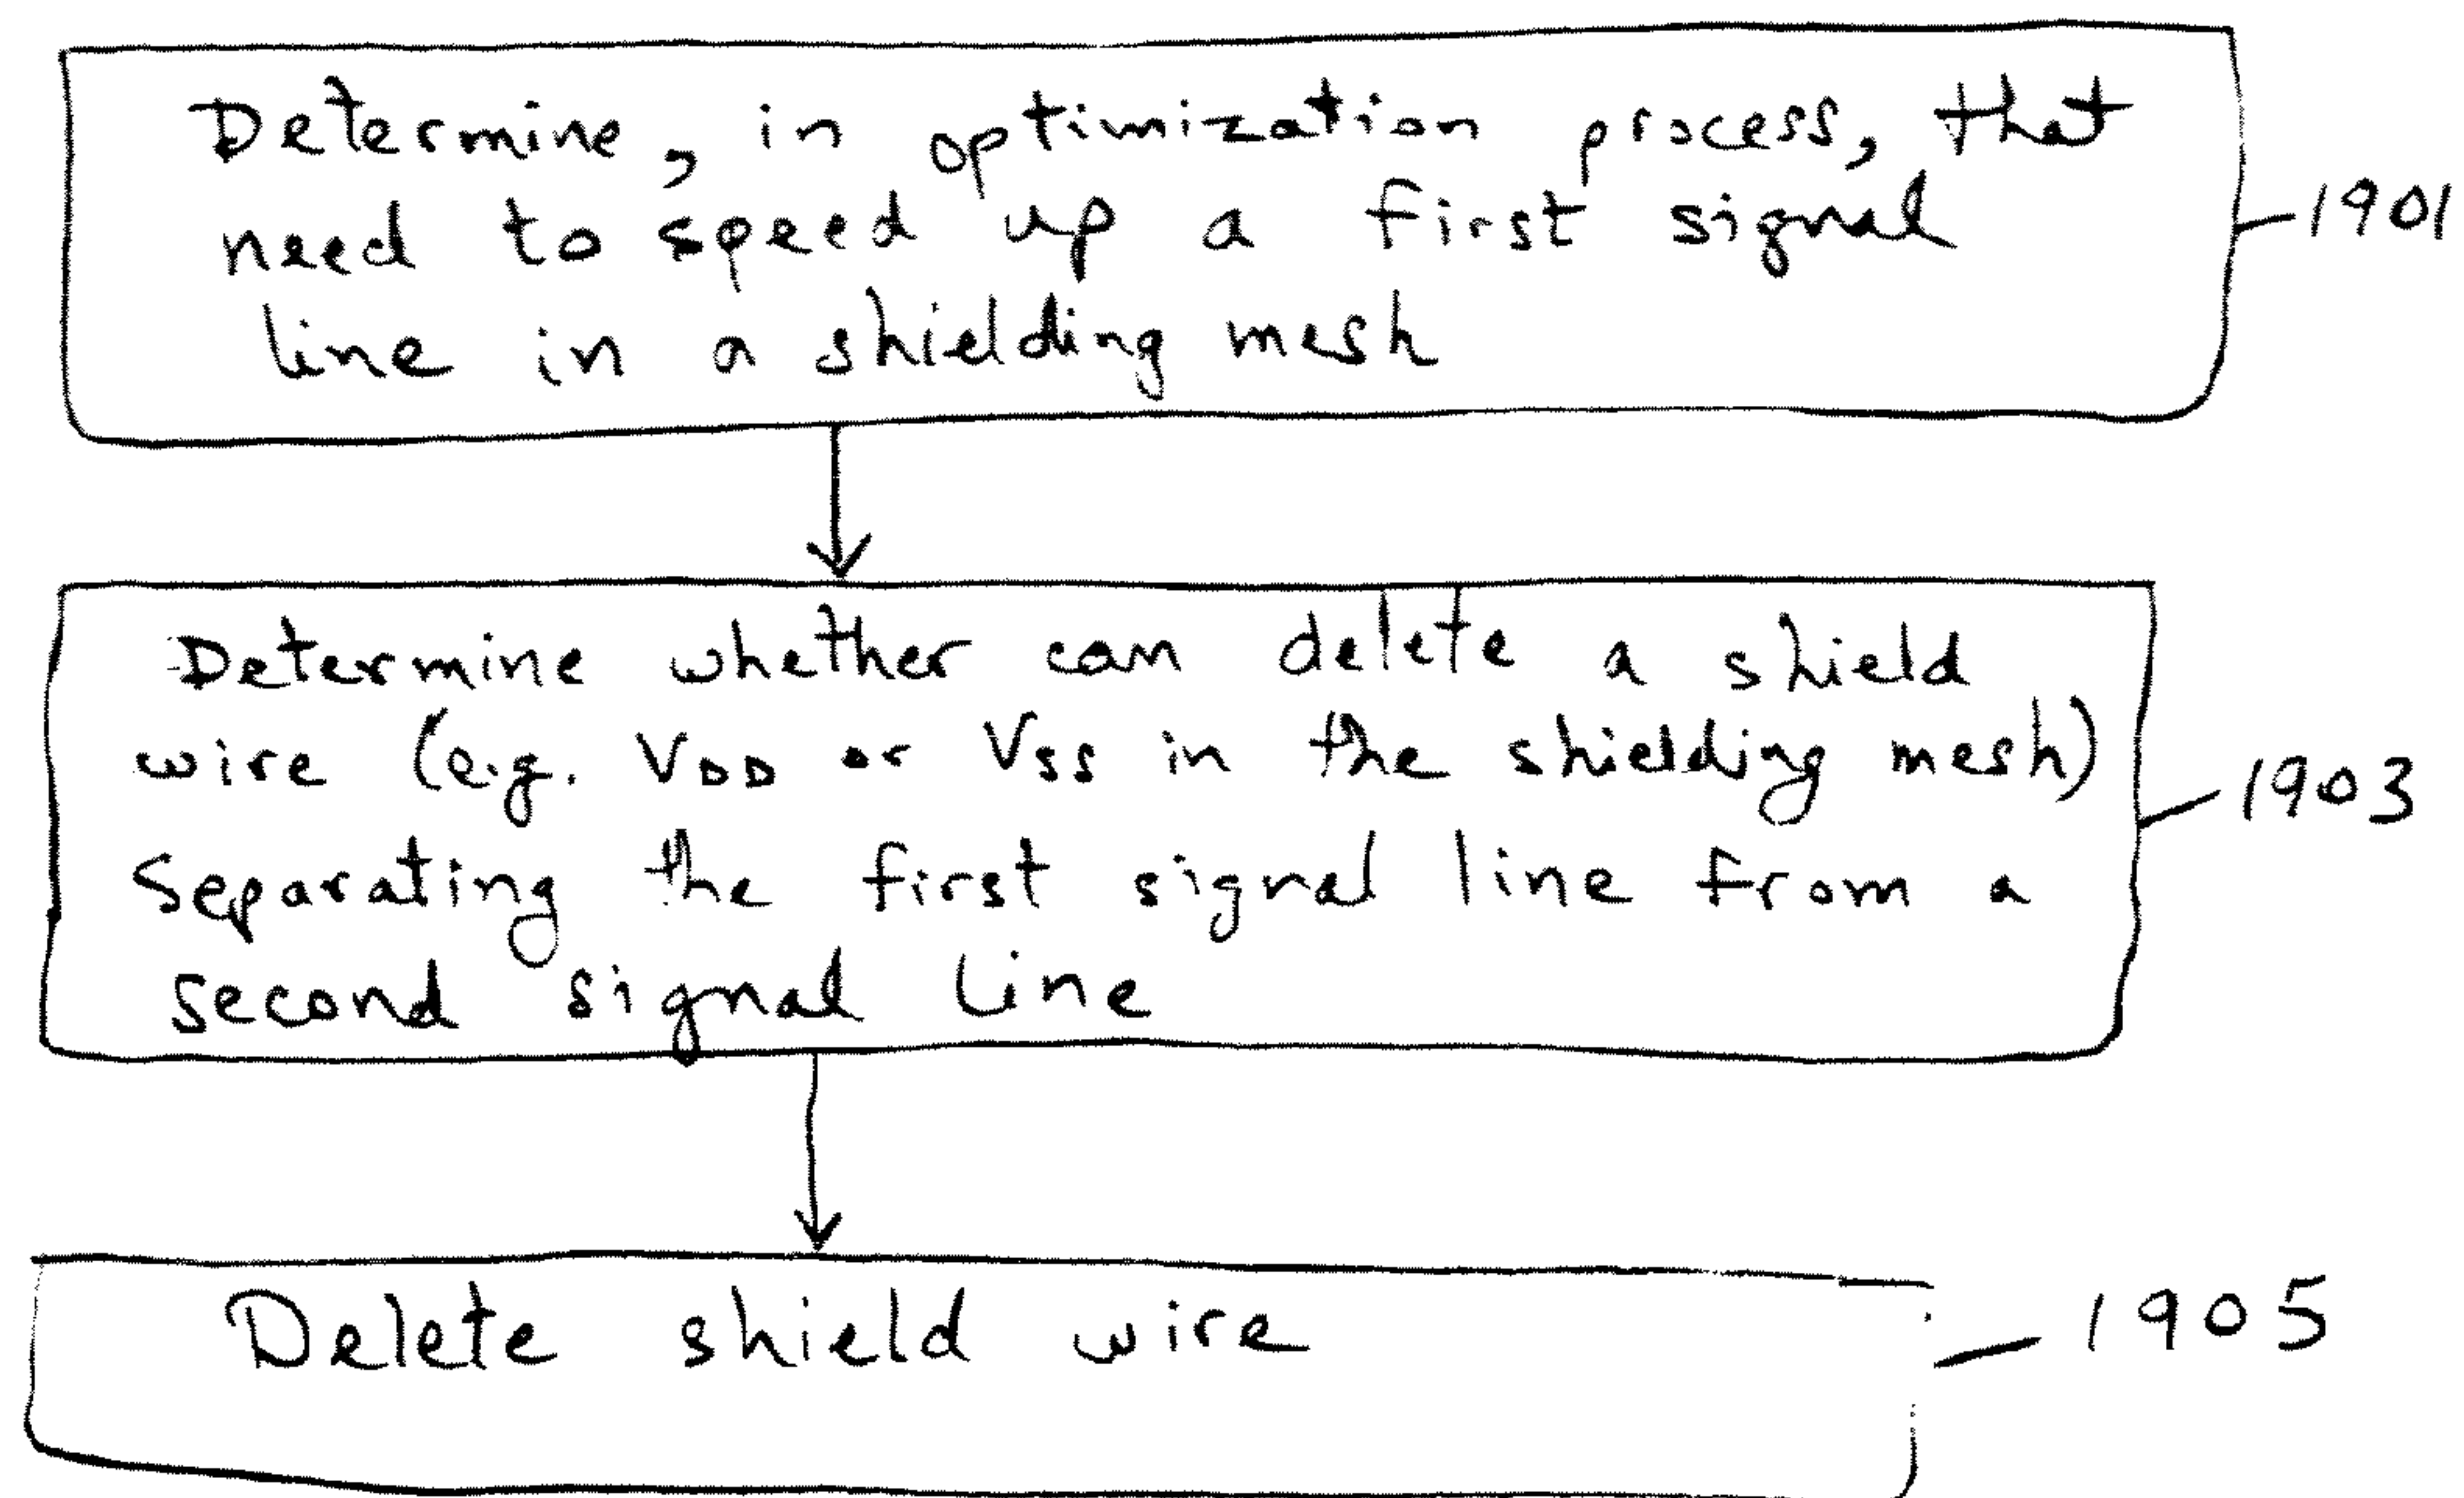 Determine, in optimization process, that
need to speed up a first signal
line in a shielding mesh
1901
Determine whether can delete a shield
wire (e.g. VDD or VSS in the shielding mesh)
separating the first signal line from a
second signal line
1903
Delete shield wire
1905